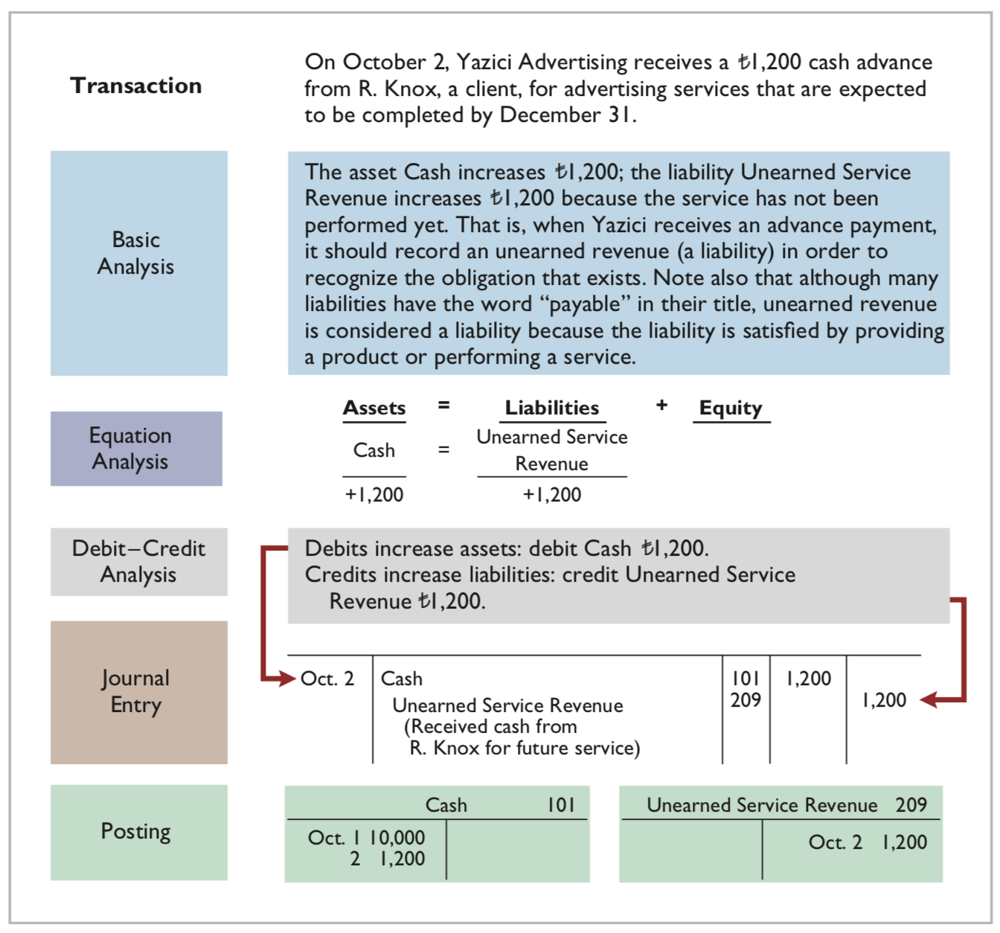 Transaction
On October 2, Yazici Advertising receives a ₺1,200 cash advance
from R. Knox, a client, for advertising services that are expected
to be completed by December 31.
Basic
Analysis
The asset Cash increases ₺1,200; the liability Unearned Service
Revenue increases ₺1,200 because the service has not been
performed yet. That is, when Yazici receives an advance payment,
it should record an unearned revenue (a liability) in order to
recognize the obligation that exists. Note also that although many
liabilities have the word “payable” in their title, unearned revenue
is considered a liability because the liability is satisfied by providing
a product or performing a service.
Equation
Analysis
Assets = Liabilities + Equity
Cash = Unearned Service
Revenue
+1,200 +1,200
Debit–Credit
Analysis
Debits increase assets: debit Cash ₺1,200.
Credits increase liabilities: credit Unearned Service
Revenue ₺1,200.
Journal
Entry
Oct. 2 Cash 101 1,200
Unearned Service Revenue 209 1,200
(Received cash from
R. Knox for future service)
Posting
Cash 101
Oct. 1 10,000
2 1,200
Unearned Service Revenue 209
Oct. 2 1,200